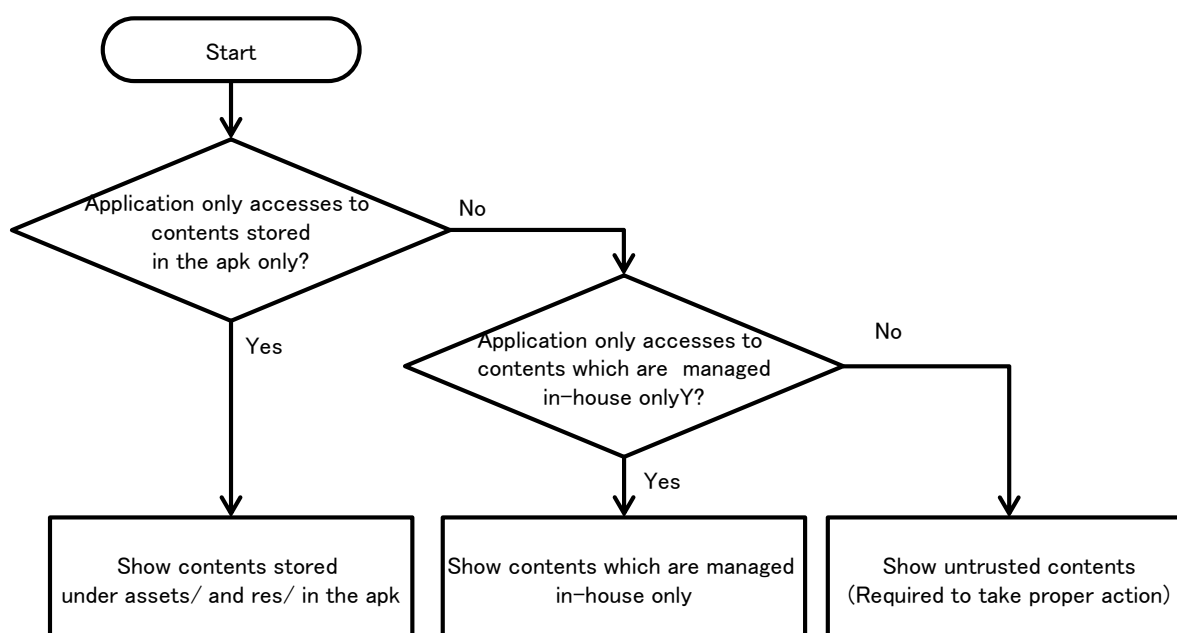 Start
Application only accesses to
contents stored
in the apk only?
No
Yes
Application only accesses to
contents which are  managed
in-house onlyY?
No
Yes
Show contents stored
under assets/ and res/ in the apk
Show contents which are managed
in-house only
Show untrusted contents
(Required to take proper action)